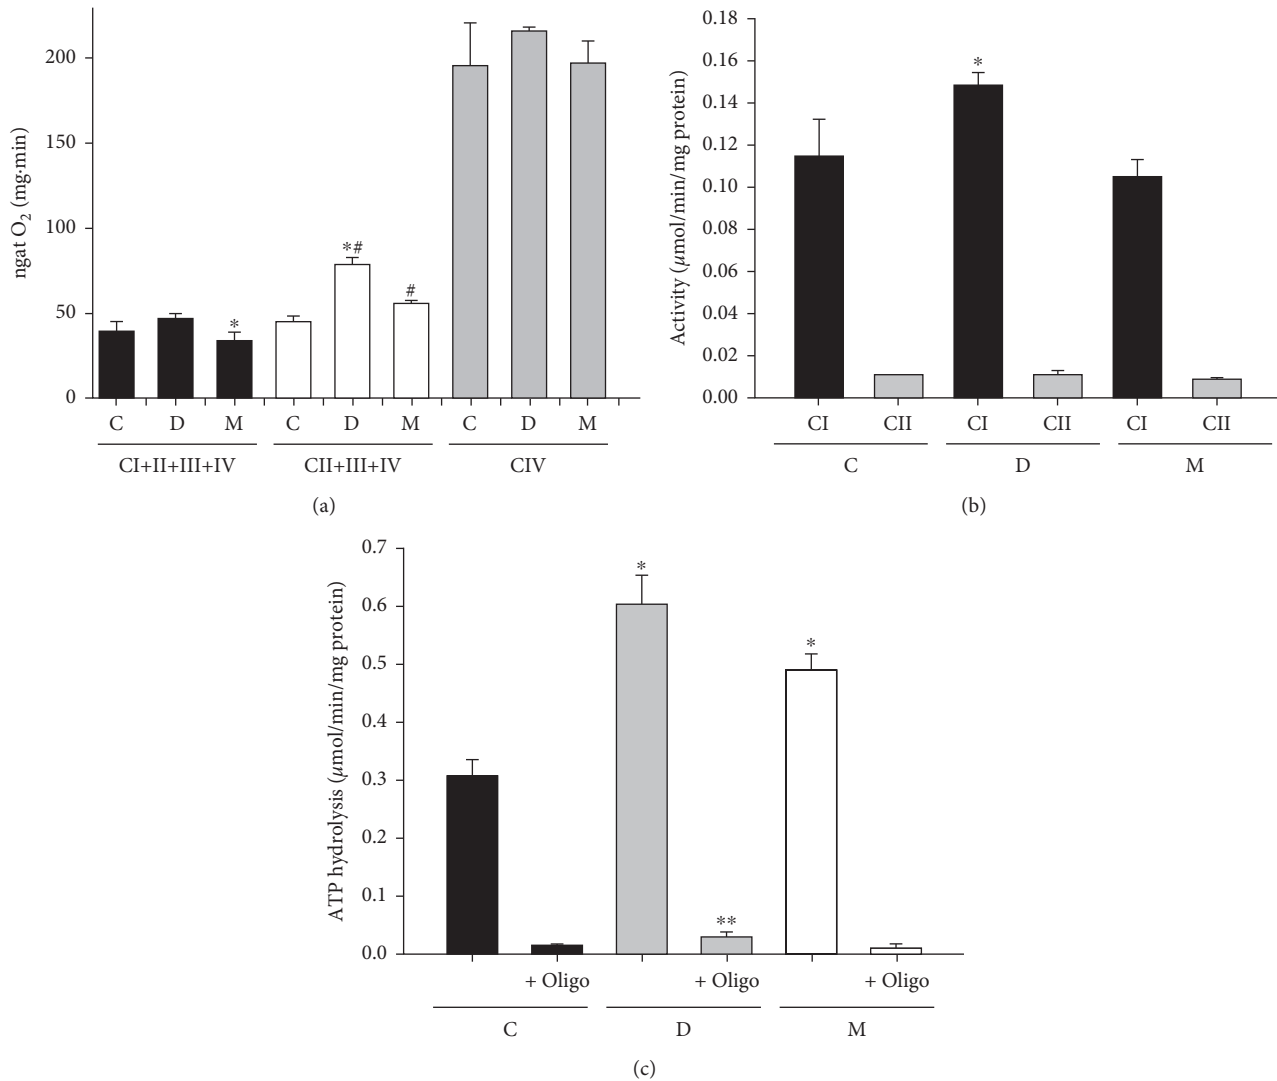 ngat O₂ (mg·min)
200
150
100
50
0
*
*#
#
C D M C D M C D M
CI+II+III+IV CII+III+IV CIV
(a)
Activity (μmol/min/mg protein)
0.18
0.16
0.14
0.12
0.10
0.08
0.06
0.04
0.02
0.00
*
CI CII CI CII CI CII
C D M
(b)
ATP hydrolysis (μmol/min/mg protein)
0.7
0.6
0.5
0.4
0.3
0.2
0.1
0.0
*
**
*
+ Oligo + Oligo + Oligo
C D M
(c)